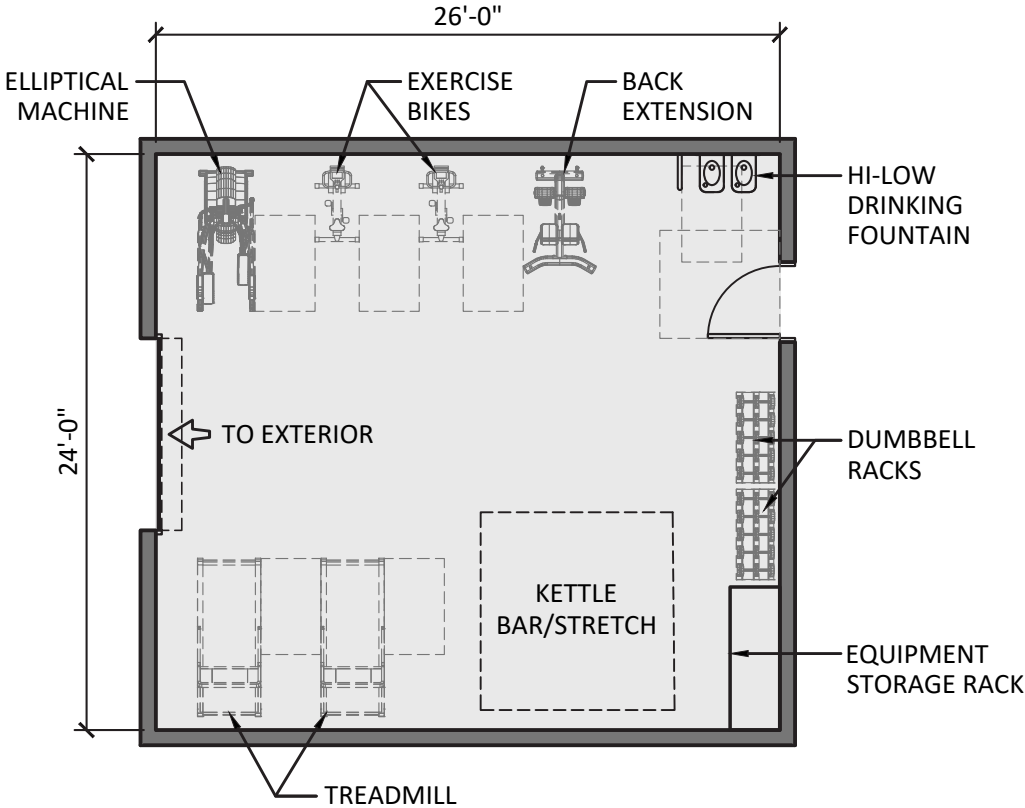 26'-0"
ELLIPTICAL
MACHINE
EXERCISE
BIKES
BACK
EXTENSION
HI-LOW
DRINKING
FOUNTAIN
24'-0"
TO EXTERIOR
DUMBBELL
RACKS
KETTLE
BAR/STRETCH
EQUIPMENT
STORAGE RACK
TREADMILL